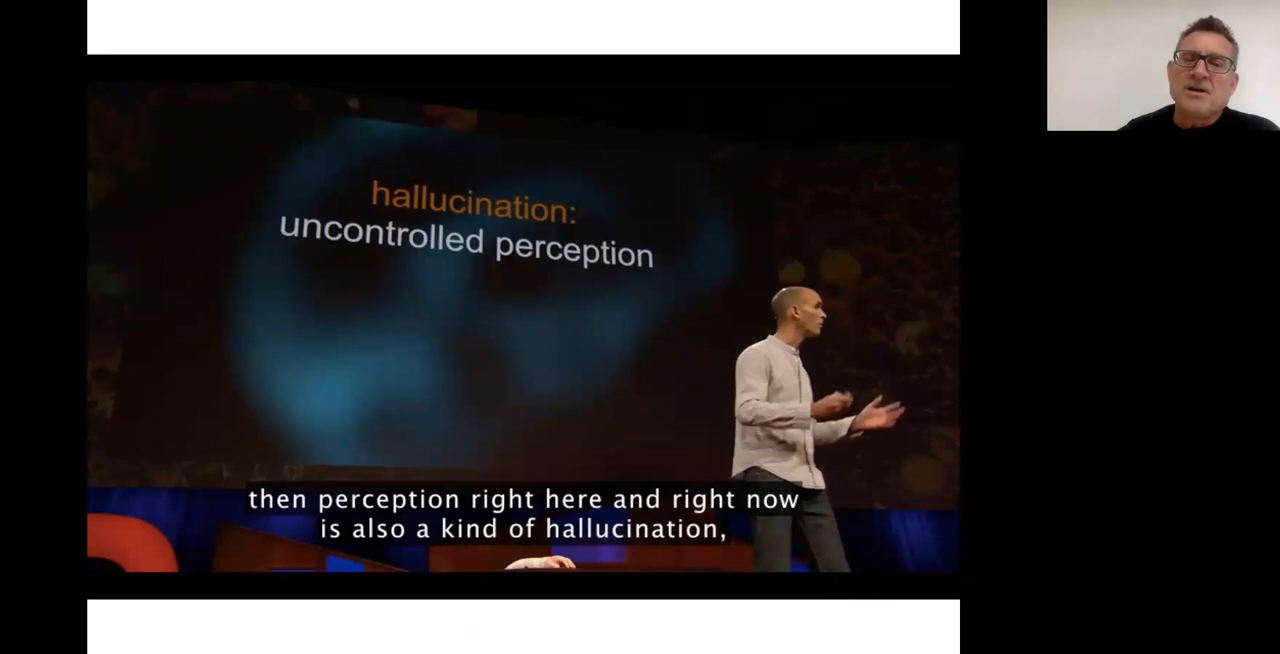 hallucination:
uncontrolled perception
then perception right here and right now
is also a kind of hallucination,